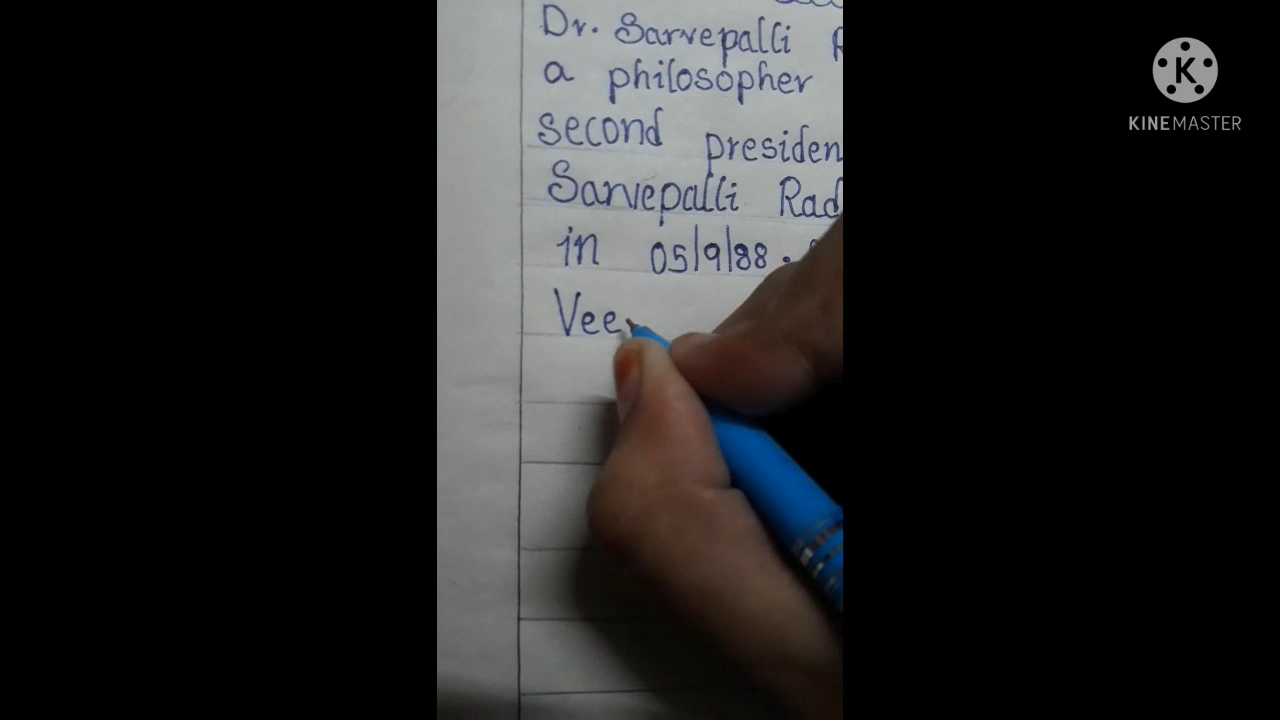 Dr. Sarvepalli R
a philosopher
second presiden
Sarvepalli Rad
in 05/9/88.
Vee
K
KINEMASTER